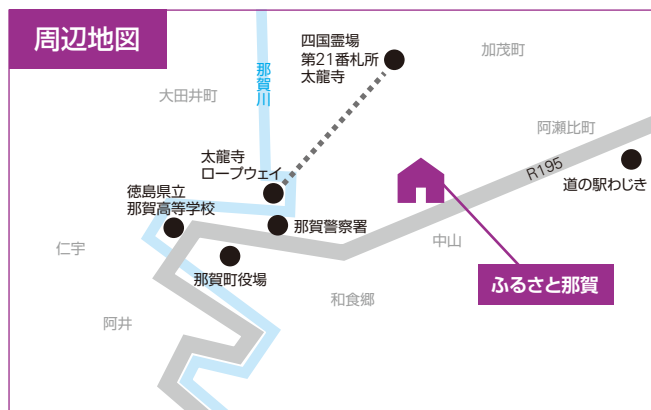 周辺地図
四国霊場
第21番札所
太龍寺
加茂町
那賀川
大田井町
阿瀬比町
太龍寺
ロープウェイ
R195
道の駅わじき
徳島県立
那賀高等学校
那賀警察署
中山
仁宇
那賀町役場
ふるさと那賀
和食郷
阿井